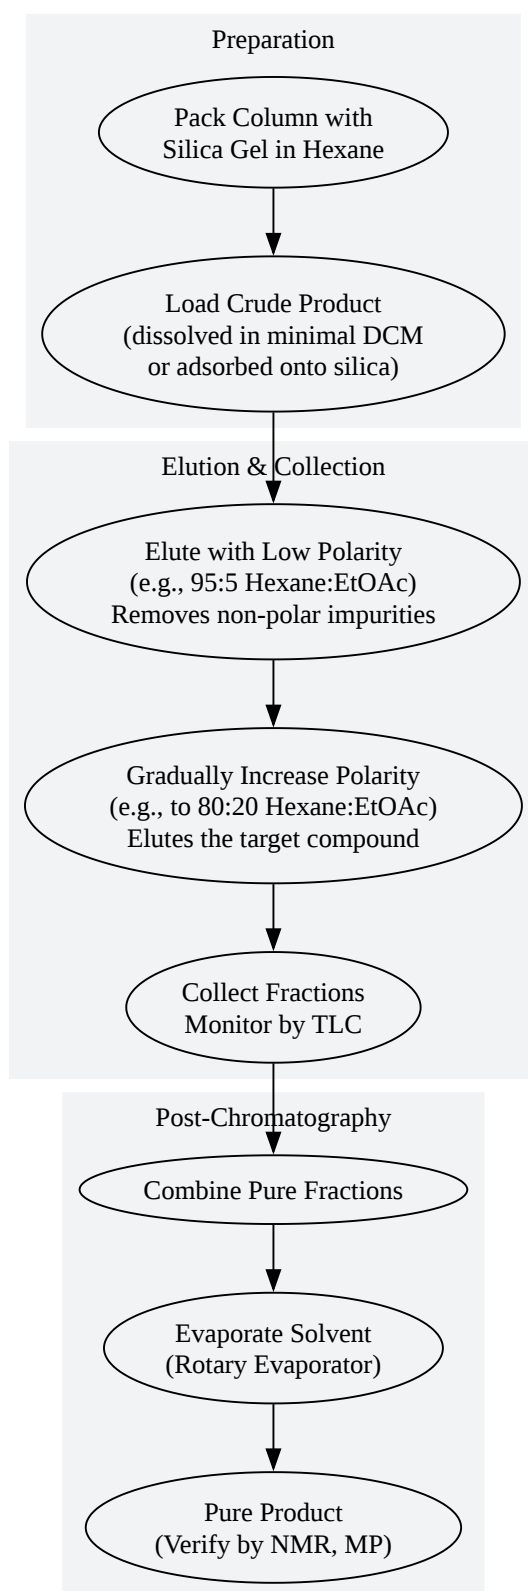 Preparation
Pack Column with
Silica Gel in Hexane
Load Crude Product
(dissolved in minimal DCM
or adsorbed onto silica)
Elution & Collection
Elute with Low Polarity
(e.g., 95:5 Hexane:EtOAc)
Removes non-polar impurities
Gradually Increase Polarity
(e.g., to 80:20 Hexane:EtOAc)
Elutes the target compound
Collect Fractions
Monitor by TLC
Post-Chromatography
Combine Pure Fractions
Evaporate Solvent
(Rotary Evaporator)
Pure Product
(Verify by NMR, MP)